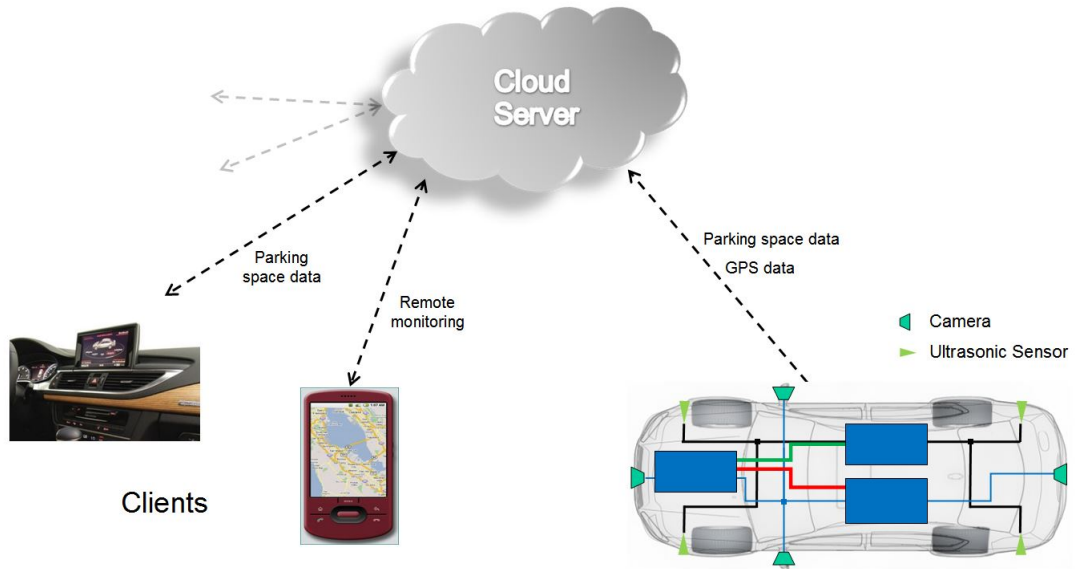 Cloud
Server
Parking
space data
Remote
monitoring
Parking space data
GPS data
Camera
Ultrasonic Sensor
Clients